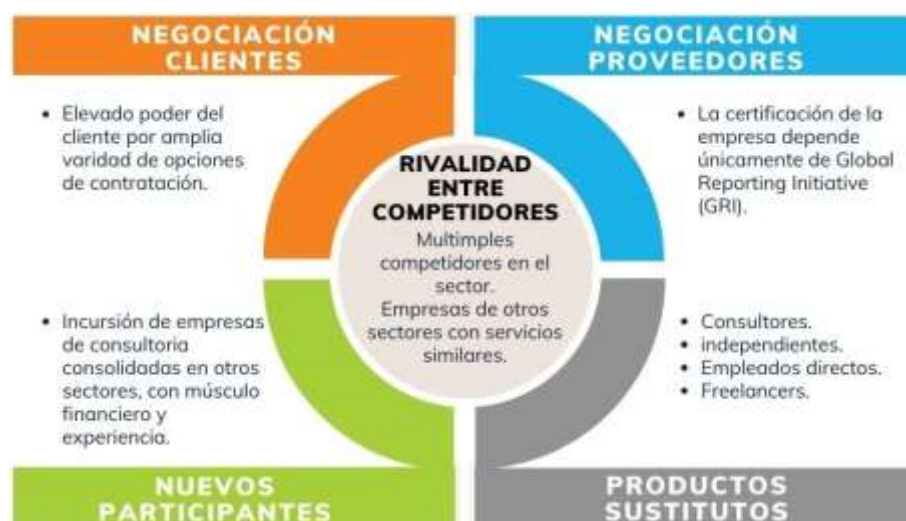 NEGOCIACIÓN
CLIENTES
NEGOCIACIÓN
PROVEEDORES
• Elevado poder del
cliente por amplia
varidad de opciones
de contratación.
• La certificación de la
empresa depende
únicamente de Global
Reporting Initiative
(GRI).
RIVALIDAD
ENTRE
COMPETIDORES
Multimples
competidores en el
sector.
Empresas de otros
sectores con servicios
similares.
• Incursión de empresas
de consultoria
consolidadas en otros
sectores, con músculo
financiero y
experiencia.
• Consultores.
• independientes.
• Empleados directos.
• Freelancers.
NUEVOS
PARTICIPANTES
PRODUCTOS
SUSTITUTOS